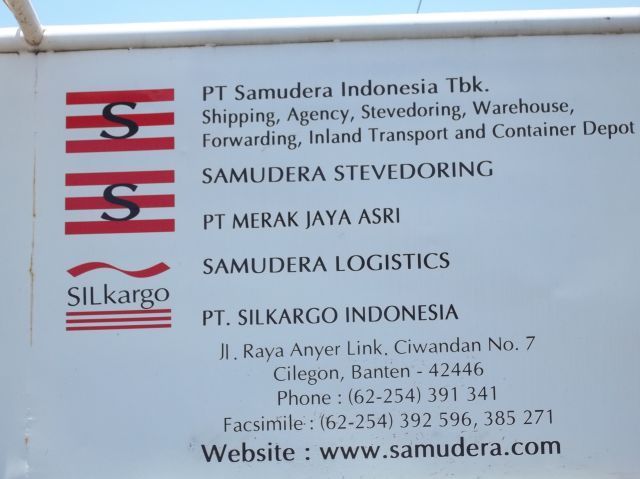 S
PT Samudera Indonesia Tbk.
Shipping, Agency, Stevedoring, Warehouse,
Forwarding, Inland Transport and Container Depot
S
SAMUDERA STEVEDORING
PT MERAK JAYA ASRI
SILkargo
SAMUDERA LOGISTICS
PT. SILKARGO INDONESIA
Jl. Raya Anyer Link. Ciwandan No. 7
Cilegon, Banten - 42446
Phone : (62-254) 391 341
Facsimile : (62-254) 392 596, 385 271
Website : www.samudera.com